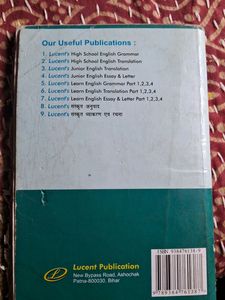 Our Useful Publications :
1. Lucent's High School English Grammar
2. Lucent's High School English Translation
3. Lucent's Junior English Translation
4. Lucent's Junior English Essay & Letter
5. Lucent's Learn English Grammar Part 1,2,3,4
6. Lucent's Learn English Translation Part 1,2,3,4
7. Lucent's Learn English Essay & Letter Part 1,2,3,4
8. Lucent's संस्कृत अनुवाद
9. Lucent's संस्कृत व्याकरण एवं रचना
Lucent Publication
New Bypass Road, Ashochak
Patna-800030, Bihar